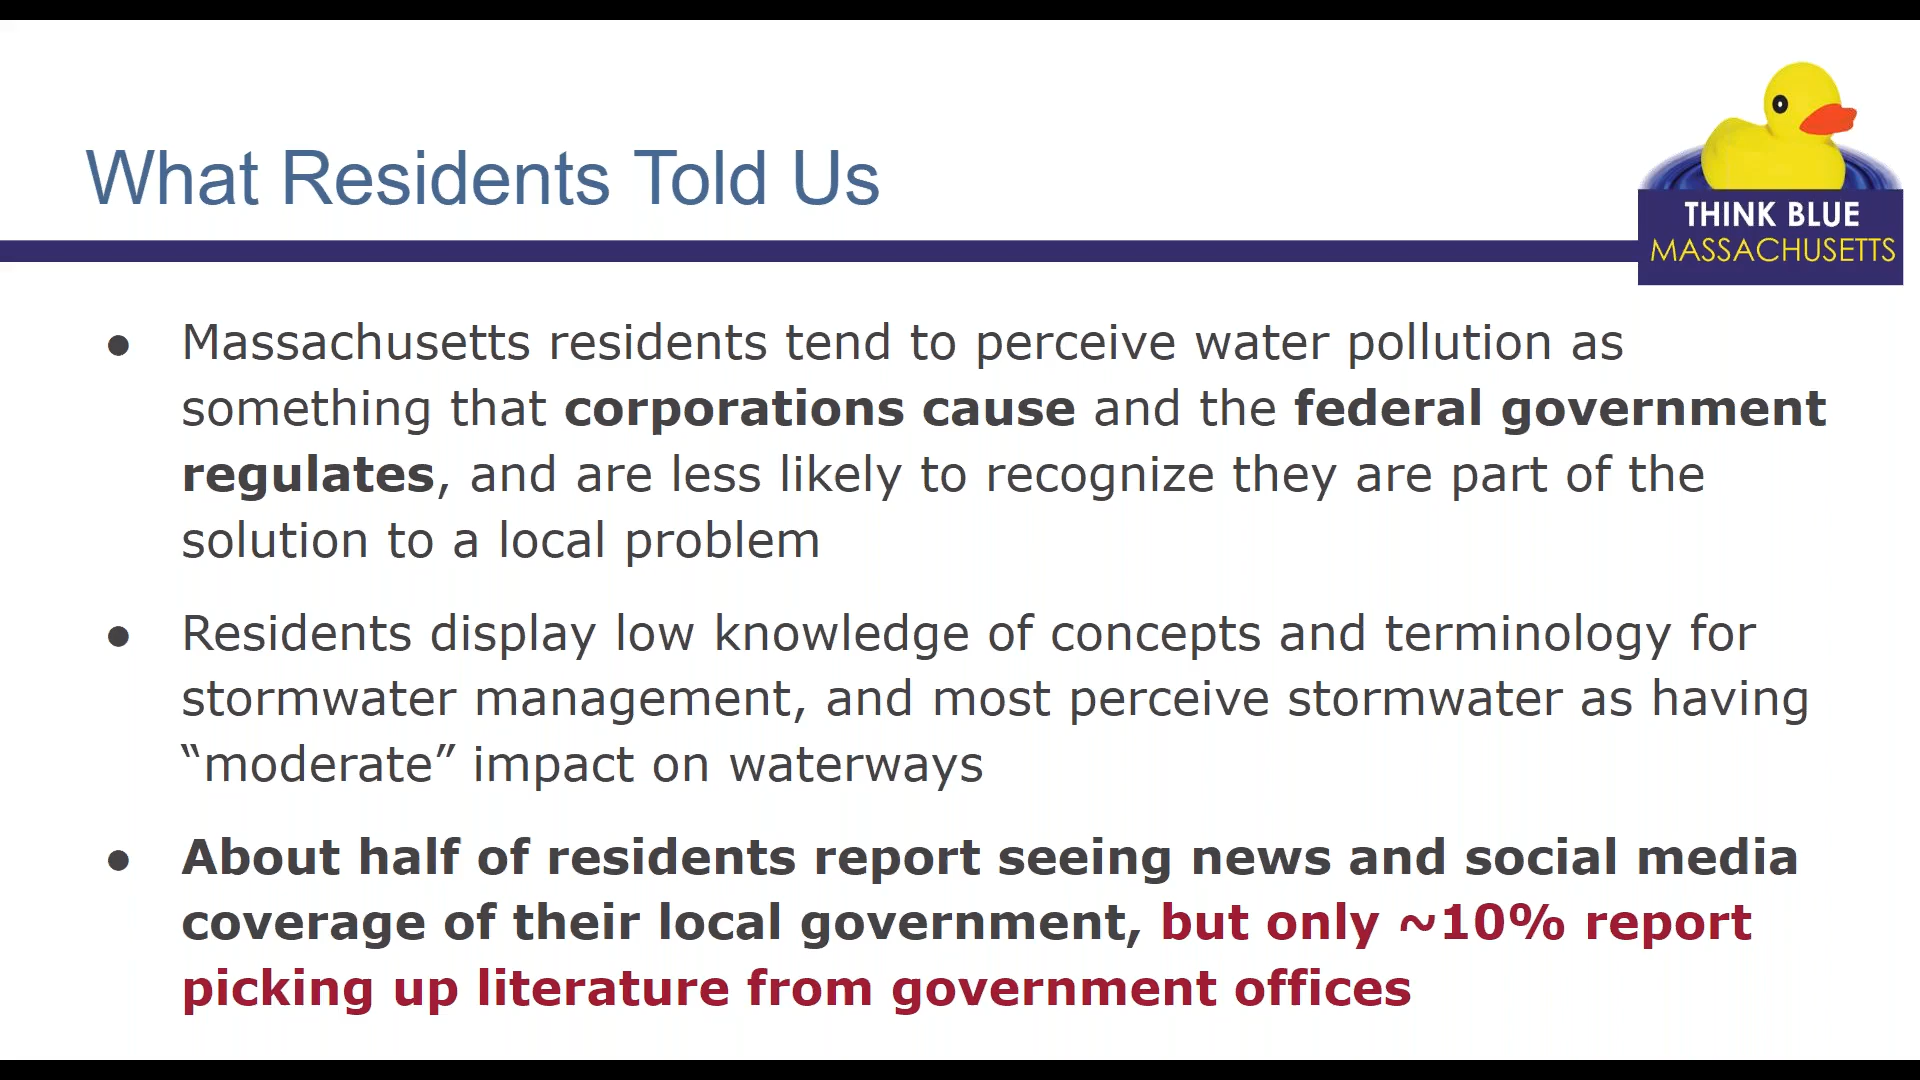 What Residents Told Us
THINK BLUE
MASSACHUSETTS
● Massachusetts residents tend to perceive water pollution as
something that corporations cause and the federal government
regulates, and are less likely to recognize they are part of the
solution to a local problem
● Residents display low knowledge of concepts and terminology for
stormwater management, and most perceive stormwater as having
“moderate” impact on waterways
● About half of residents report seeing news and social media
coverage of their local government, but only ~10% report
picking up literature from government offices